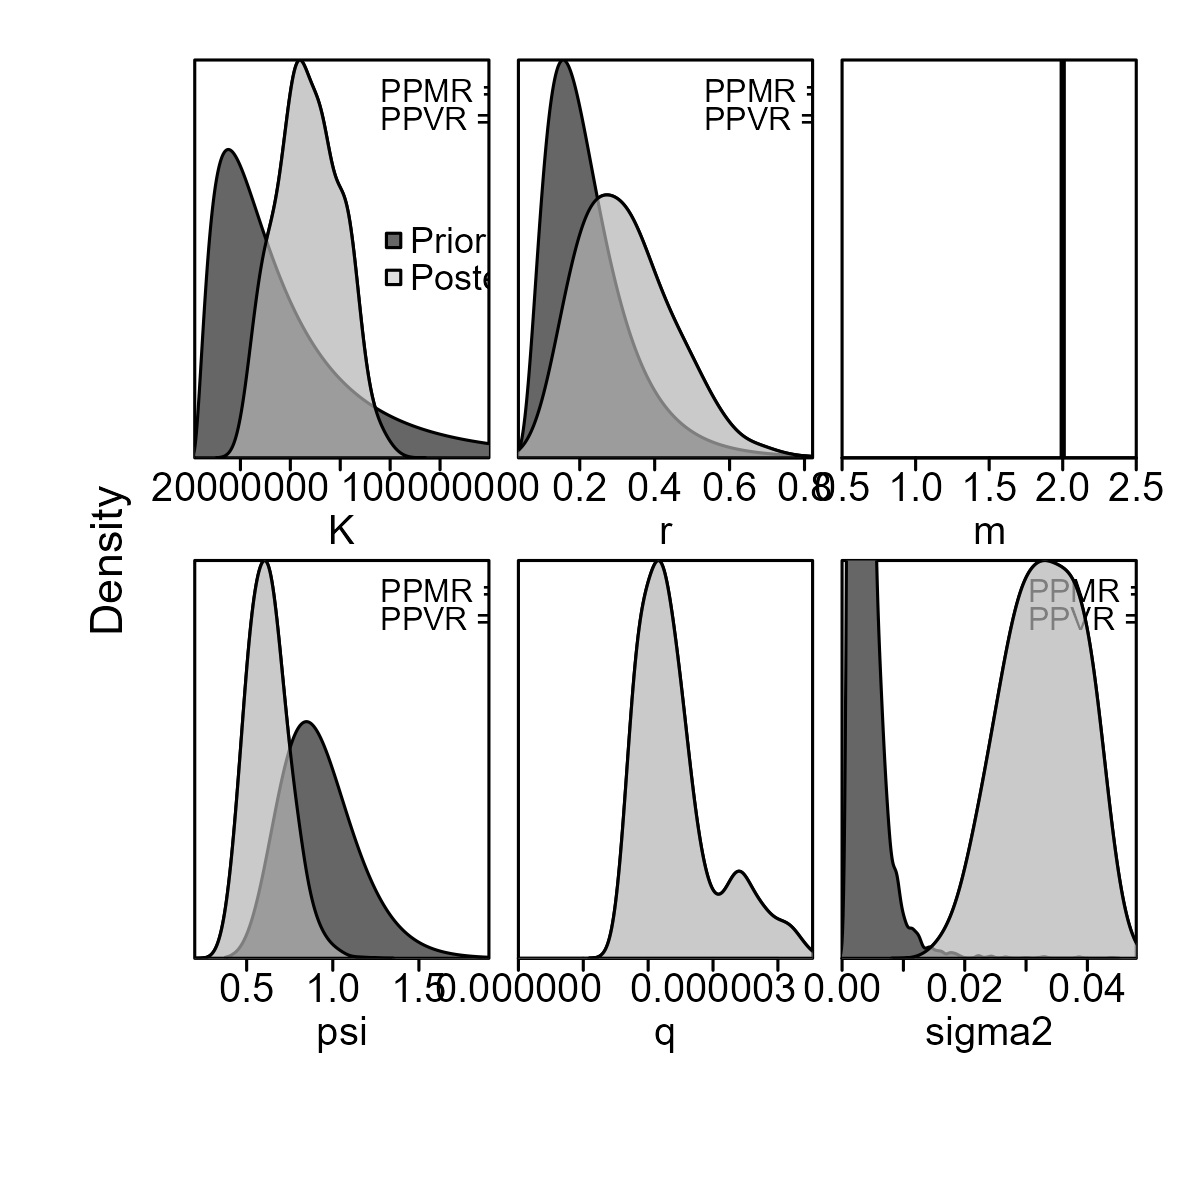 PPMR =
PPVR =
Prior
Poste
20000000 100000000
K
PPMR =
PPVR =
0.2 0.4 0.6 0.8
r
0.5 1.0 1.5 2.0 2.5
m
Density
PPMR =
PPVR =
0.5 1.0 1.5
psi
0.000000 0.000003
q
PPMR =
PPVR =
0.00 0.02 0.04
sigma2